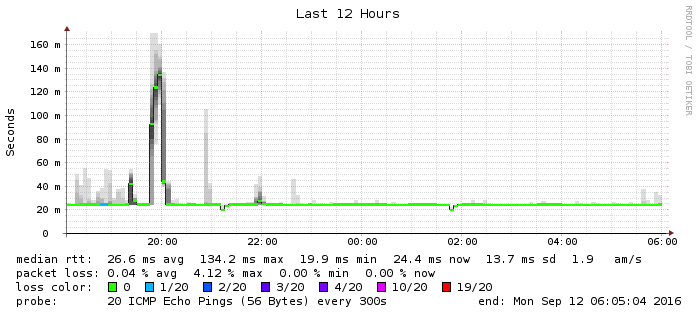 Last 12 Hours
RRDTOOL / TOBI OETIKER
Seconds
160 m
140 m
120 m
100 m
80 m
60 m
40 m
20 m
0
20:00 22:00 00:00 02:00 04:00 06:00
median rtt: 26.6 ms avg 134.2 ms max 19.9 ms min 24.4 ms now 13.7 ms sd 1.9 am/s
packet loss: 0.04 % avg 4.12 % max 0.00 % min 0.00 % now
loss color: 0 1/20 2/20 3/20 4/20 10/20 19/20
probe: 20 ICMP Echo Pings (56 Bytes) every 300s end: Mon Sep 12 06:05:04 2016